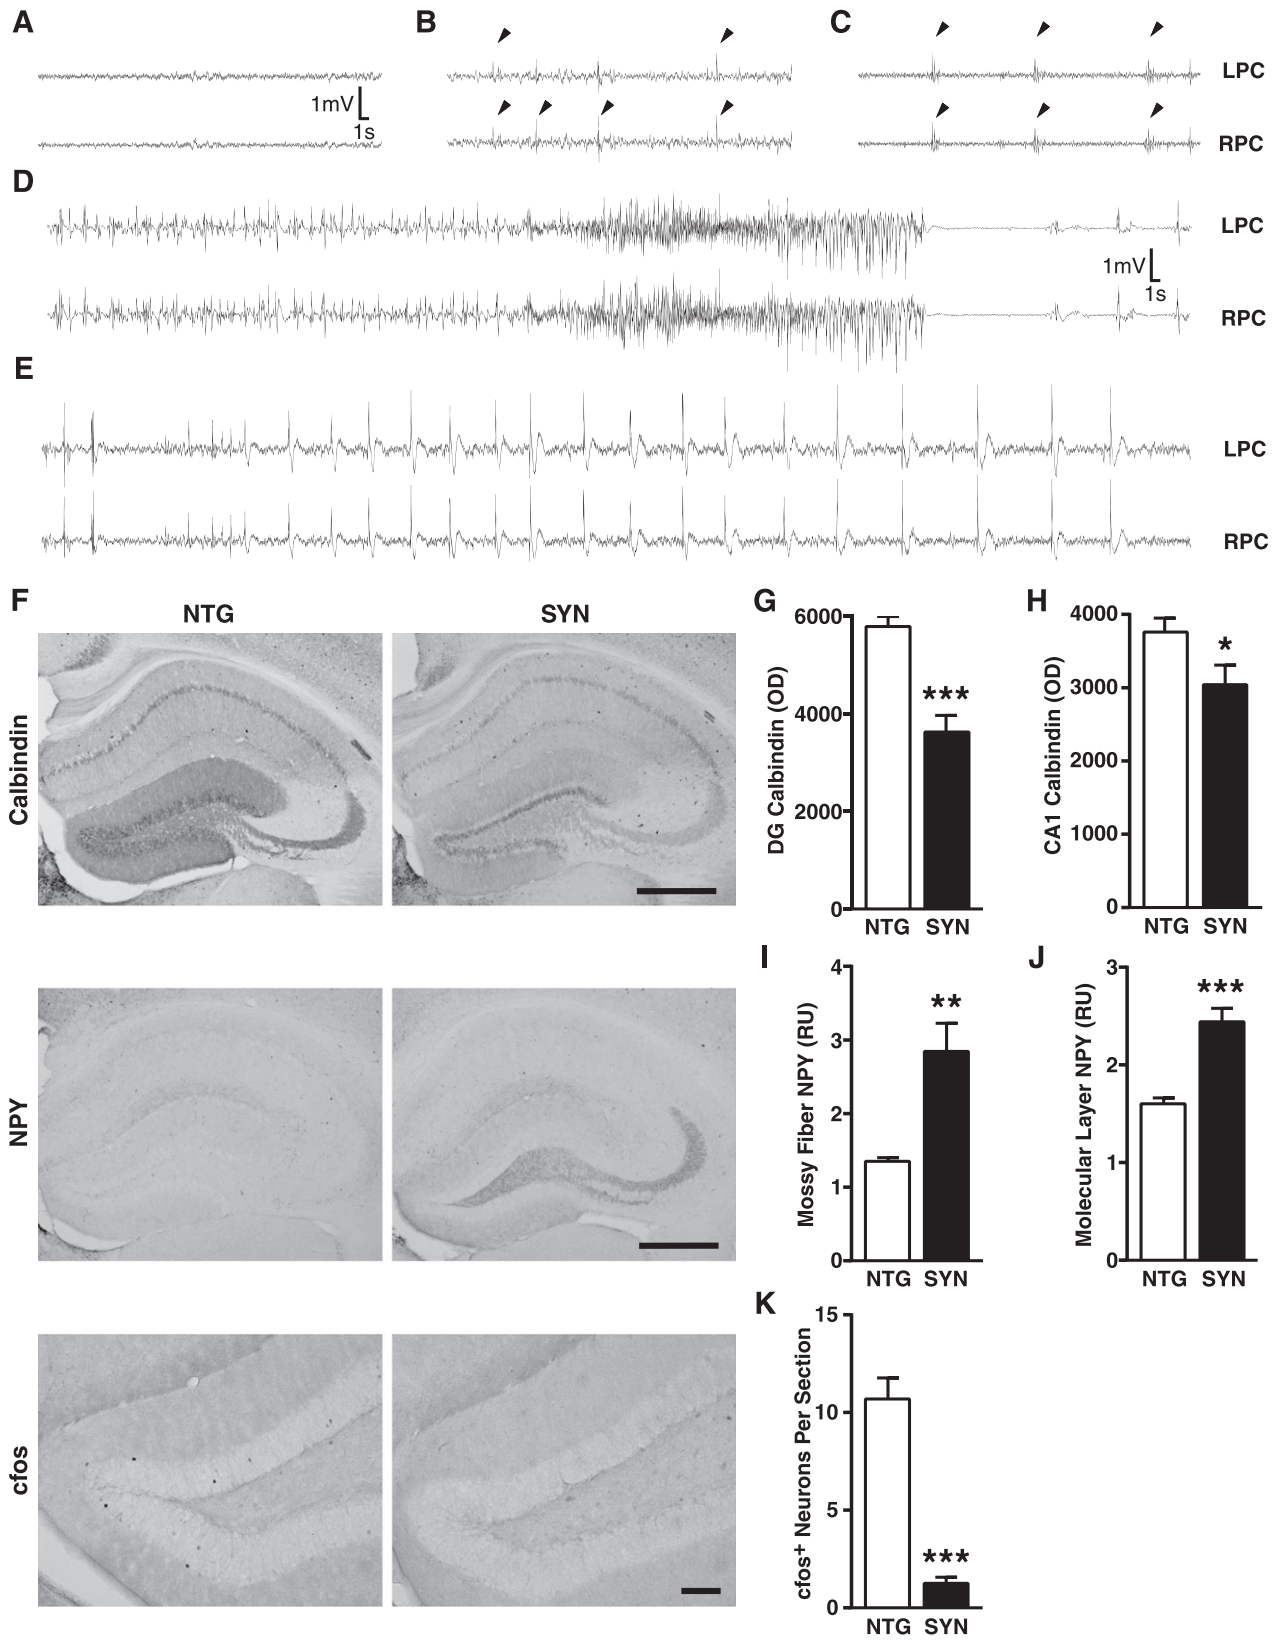 A
B
C
LPC
1mV
1s
RPC
D
LPC
1mV
1s
RPC
E
LPC
RPC
F
NTG
SYN
Calbindin
NPY
cfos
G
DG Calbindin (OD)
6000
4000
2000
0
***
NTG SYN
H
CA1 Calbindin (OD)
4000
3000
2000
1000
0
*
NTG SYN
I
Mossy Fiber NPY (RU)
4
3
2
1
0
**
NTG SYN
J
Molecular Layer NPY (RU)
3
2
1
0
***
NTG SYN
K
cfos+ Neurons Per Section
15
10
5
0
***
NTG SYN